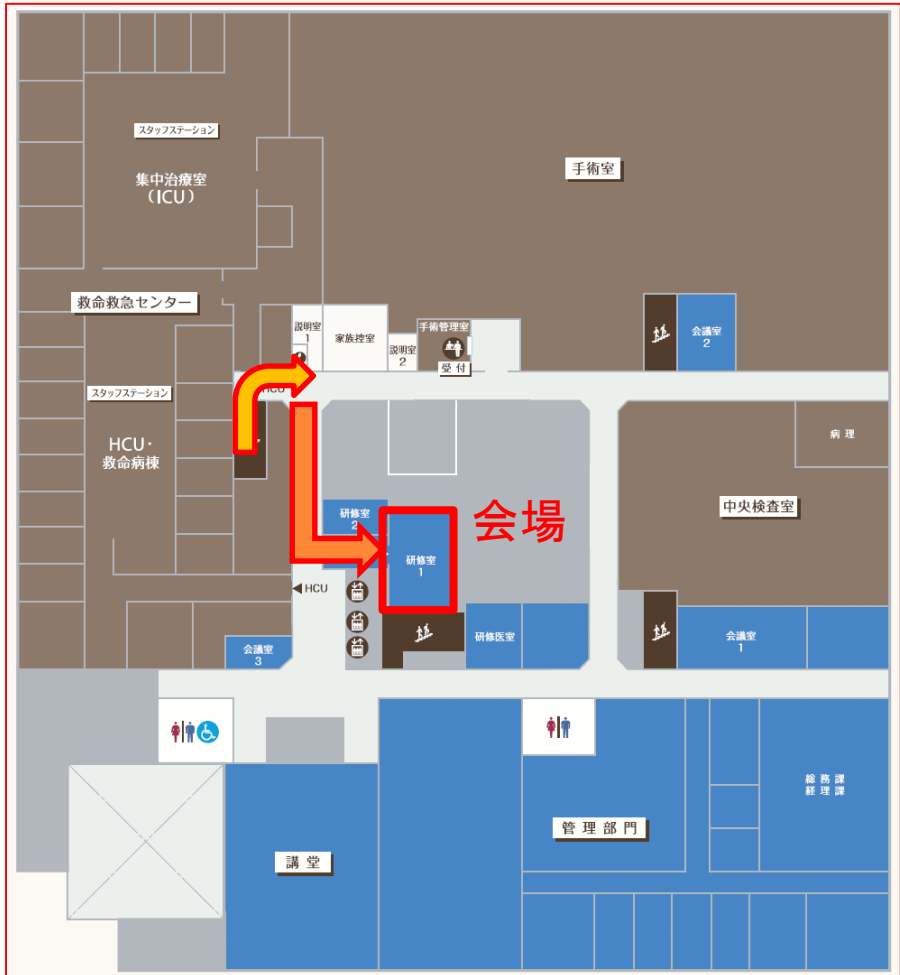 スタッフステーション
集中治療室
（ICU）
手術室
救命救急センター
説明室
1
家族控室
説明室
2
手術管理室
受付
会議室
2
スタッフステーション
HCU
HCU・
救命病棟
病理
中央検査室
研修室
2
会場
研修室
1
◀HCU
会議室
3
研修医室
会議室
1
総務課
経理課
管理部門
講堂